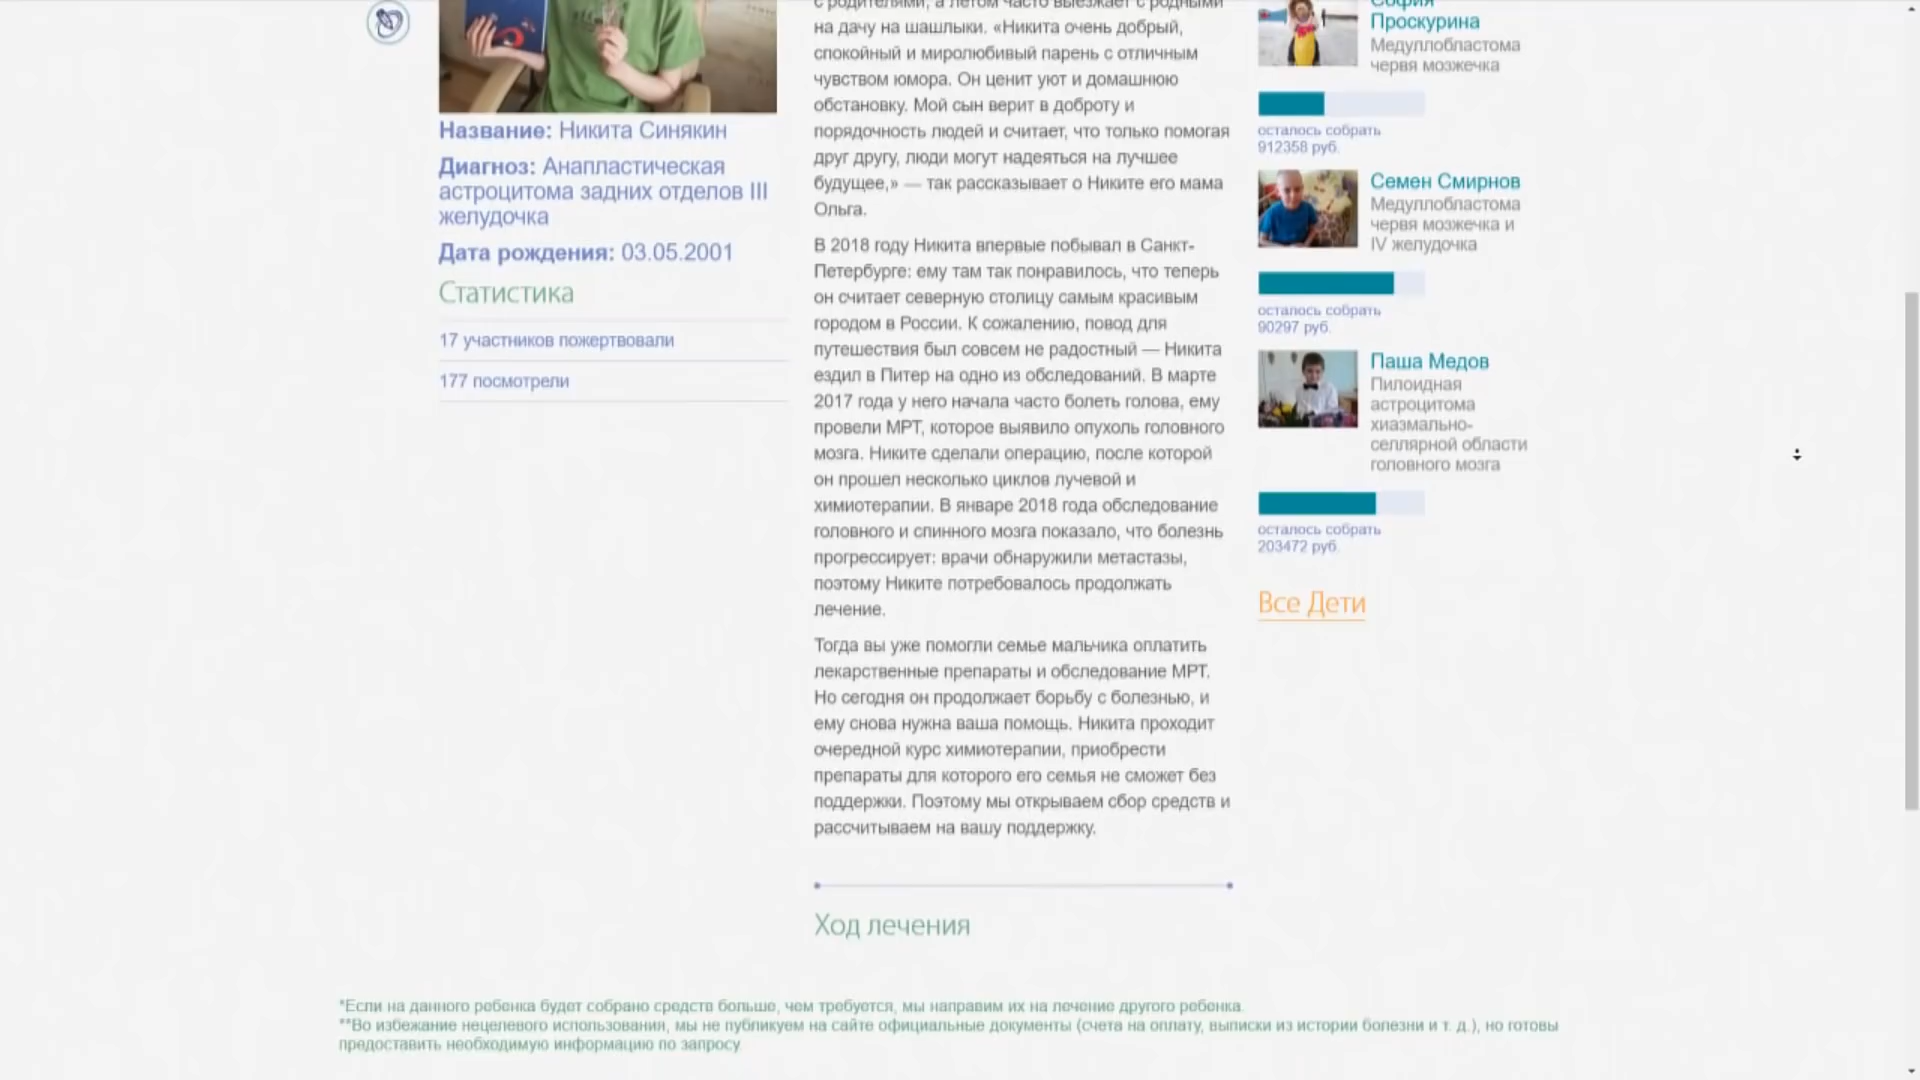 Название: Никита Синякин
Диагноз: Анапластическая
астроцитома задних отделов III
желудочка
Дата рождения: 03.05.2001
Статистика
17 участников пожертвовали
177 посмотрели
с родителями, а летом часто выезжает с родными
на дачу на шашлыки. «Никита очень добрый,
спокойный и миролюбивый парень с отличным
чувством юмора. Он ценит уют и домашнюю
обстановку. Мой сын верит в доброту и
порядочность людей и считает, что только помогая
друг другу, люди могут надеяться на лучшее
будущее,» — так рассказывает о Никите его мама
Ольга.
В 2018 году Никита впервые побывал в Санкт-
Петербурге: ему там так понравилось, что теперь
он считает северную столицу самым красивым
городом в России. К сожалению, повод для
путешествия был совсем не радостный — Никита
ездил в Питер на одно из обследований. В марте
2017 года у него начала часто болеть голова, ему
провели МРТ, которое выявило опухоль головного
мозга. Никите сделали операцию, после которой
он прошел несколько циклов лучевой и
химиотерапии. В январе 2018 года обследование
головного и спинного мозга показало, что болезнь
прогрессирует: врачи обнаружили метастазы,
поэтому Никите потребовалось продолжать
лечение.
Тогда вы уже помогли семье мальчика оплатить
лекарственные препараты и обследование МРТ.
Но сегодня он продолжает борьбу с болезнью, и
ему снова нужна ваша помощь. Никита проходит
очередной курс химиотерапии, приобрести
препараты для которого его семья не сможет без
поддержки. Поэтому мы открываем сбор средств и
рассчитываем на вашу поддержку.
Ход лечения
София
Проскурина
Медуллобластома
червя мозжечка
осталось собрать
912358 руб.
Семен Смирнов
Медуллобластома
червя мозжечка и
IV желудочка
осталось собрать
90297 руб.
Паша Медов
Пилоидная
астроцитома
хиазмально-
селлярной области
головного мозга
осталось собрать
203472 руб.
Все Дети
*Если на данного ребенка будет собрано средств больше, чем требуется, мы направим их на лечение другого ребенка.
**Во избежание нецелевого использования, мы не публикуем на сайте официальные документы (счета на оплату, выписки из истории болезни и т. д.), но готовы
предоставить необходимую информацию по запросу